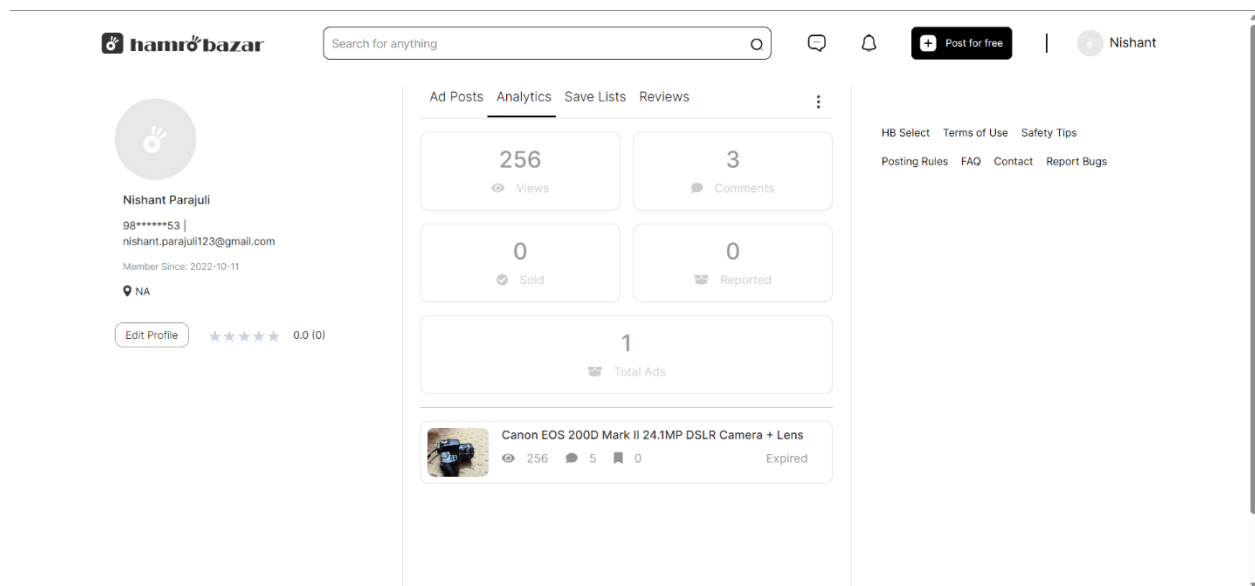 hamrobazar
Search for anything
Post for free
Nishant
Nishant Parajuli
98******53 |
nishant.parajuli123@gmail.com
Member Since: 2022-10-11
NA
Edit Profile
0.0 (0)
Ad Posts Analytics Save Lists Reviews
256
Views
3
Comments
0
Sold
0
Reported
1
Total Ads
Canon EOS 200D Mark II 24.1MP DSLR Camera + Lens
256 5 0 Expired
HB Select Terms of Use Safety Tips
Posting Rules FAQ Contact Report Bugs